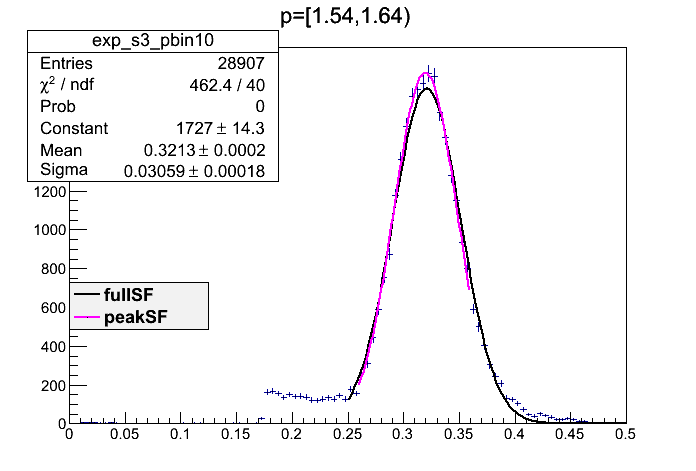 p=[1.54,1.64)
exp_s3_pbin10
Entries 28907
χ² / ndf 462.4 / 40
Prob 0
Constant 1727 ± 14.3
Mean 0.3213 ± 0.0002
Sigma 0.03059 ± 0.00018
1200
1000
800
fullSF
600
peakSF
400
200
0
0 0.05 0.1 0.15 0.2 0.25 0.3 0.35 0.4 0.45 0.5